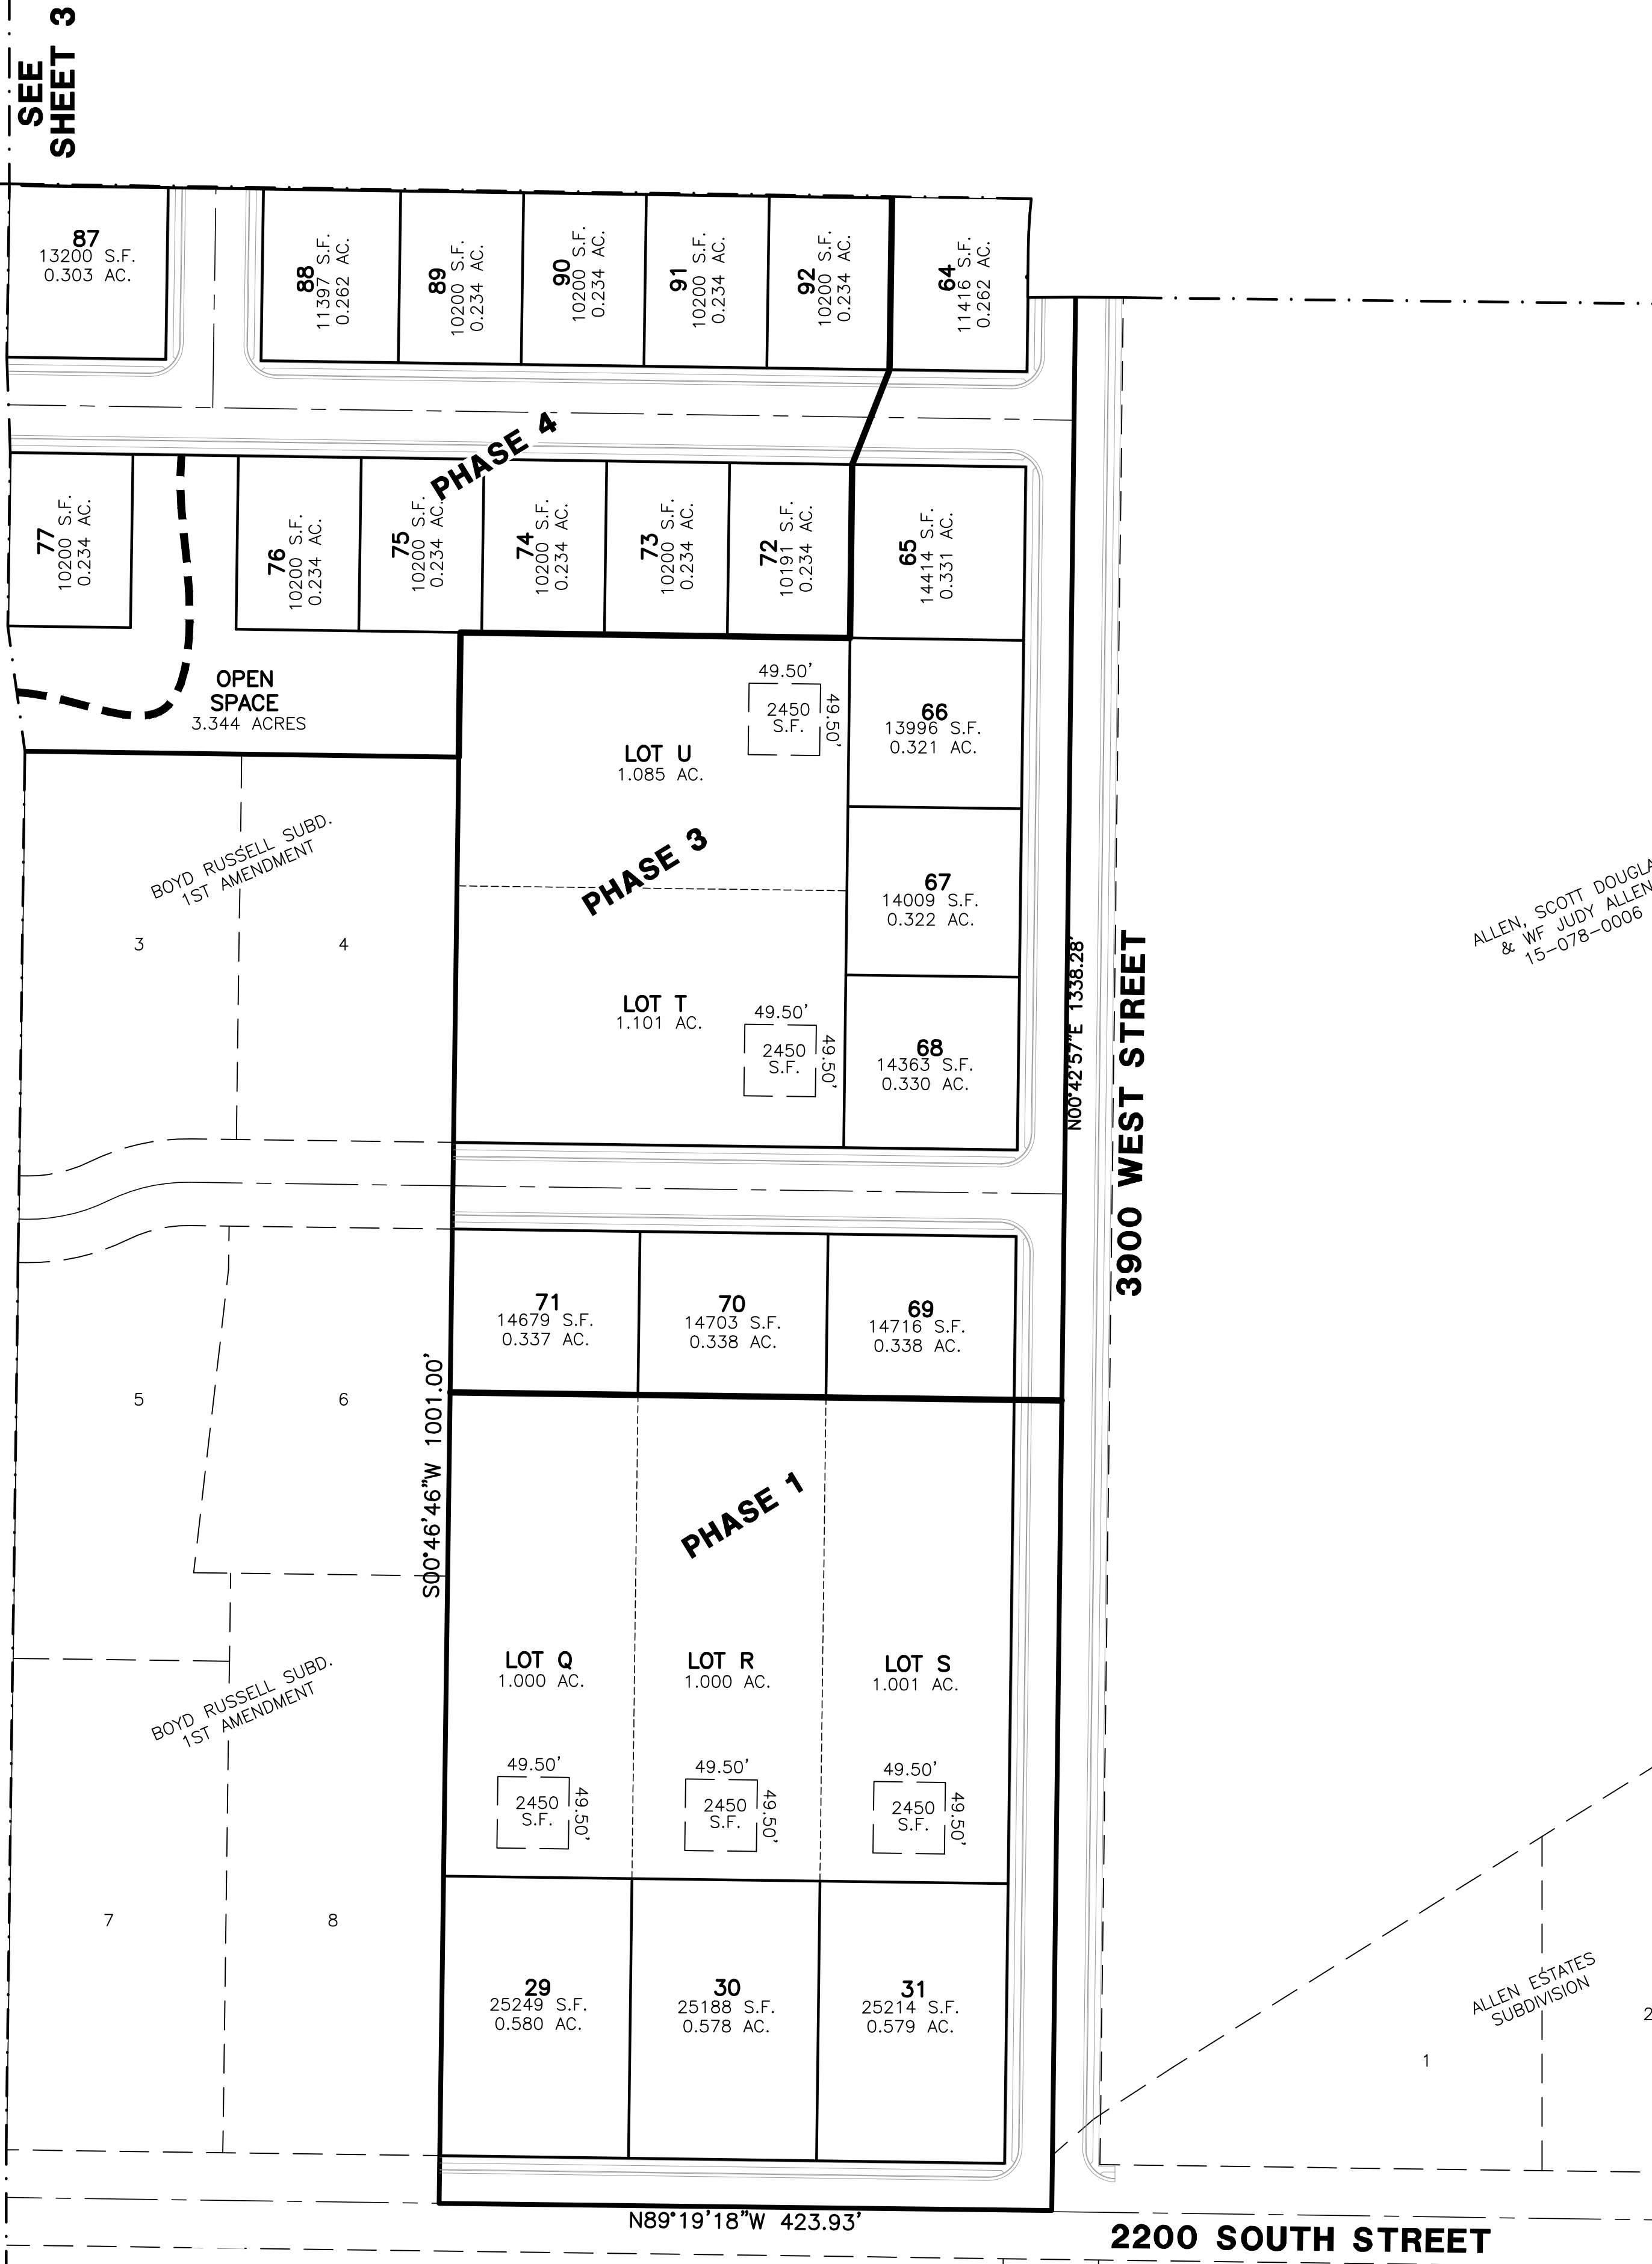 SEE
SHEET 3
87
13200 S.F.
0.303 AC.
88
11397 S.F.
0.262 AC.
89
10200 S.F.
0.234 AC.
90
10200 S.F.
0.234 AC.
91
10200 S.F.
0.234 AC.
92
10200 S.F.
0.234 AC.
64
11416 S.F.
0.262 AC.
PHASE 4
77
10200 S.F.
0.234 AC.
76
10200 S.F.
0.234 AC.
75
10200 S.F.
0.234 AC.
74
10200 S.F.
0.234 AC.
73
10200 S.F.
0.234 AC.
72
10191 S.F.
0.234 AC.
65
14414 S.F.
0.331 AC.
OPEN
SPACE
3.344 ACRES
49.50'
2450
S.F.
49.50'
LOT U
1.085 AC.
66
13996 S.F.
0.321 AC.
BOYD RUSSELL SUBD.
1ST AMENDMENT
PHASE 3
67
14009 S.F.
0.322 AC.
3
4
ALLEN, SCOTT DOUGLA
& WF JUDY ALLEN
15-078-0006
LOT T
1.101 AC.
49.50'
2450
S.F.
49.50'
68
14363 S.F.
0.330 AC.
N00°42'57"E 1338.28'
3900 WEST STREET
71
14679 S.F.
0.337 AC.
70
14703 S.F.
0.338 AC.
69
14716 S.F.
0.338 AC.
5
6
S00°46'46"W 1001.00'
PHASE 1
LOT Q
1.000 AC.
LOT R
1.000 AC.
LOT S
1.001 AC.
BOYD RUSSELL SUBD.
1ST AMENDMENT
49.50'
2450
S.F.
49.50'
49.50'
2450
S.F.
49.50'
49.50'
2450
S.F.
49.50'
7
8
29
25249 S.F.
0.580 AC.
30
25188 S.F.
0.578 AC.
31
25214 S.F.
0.579 AC.
ALLEN ESTATES
SUBDIVISION
1
2
N89°19'18"W 423.93'
2200 SOUTH STREET